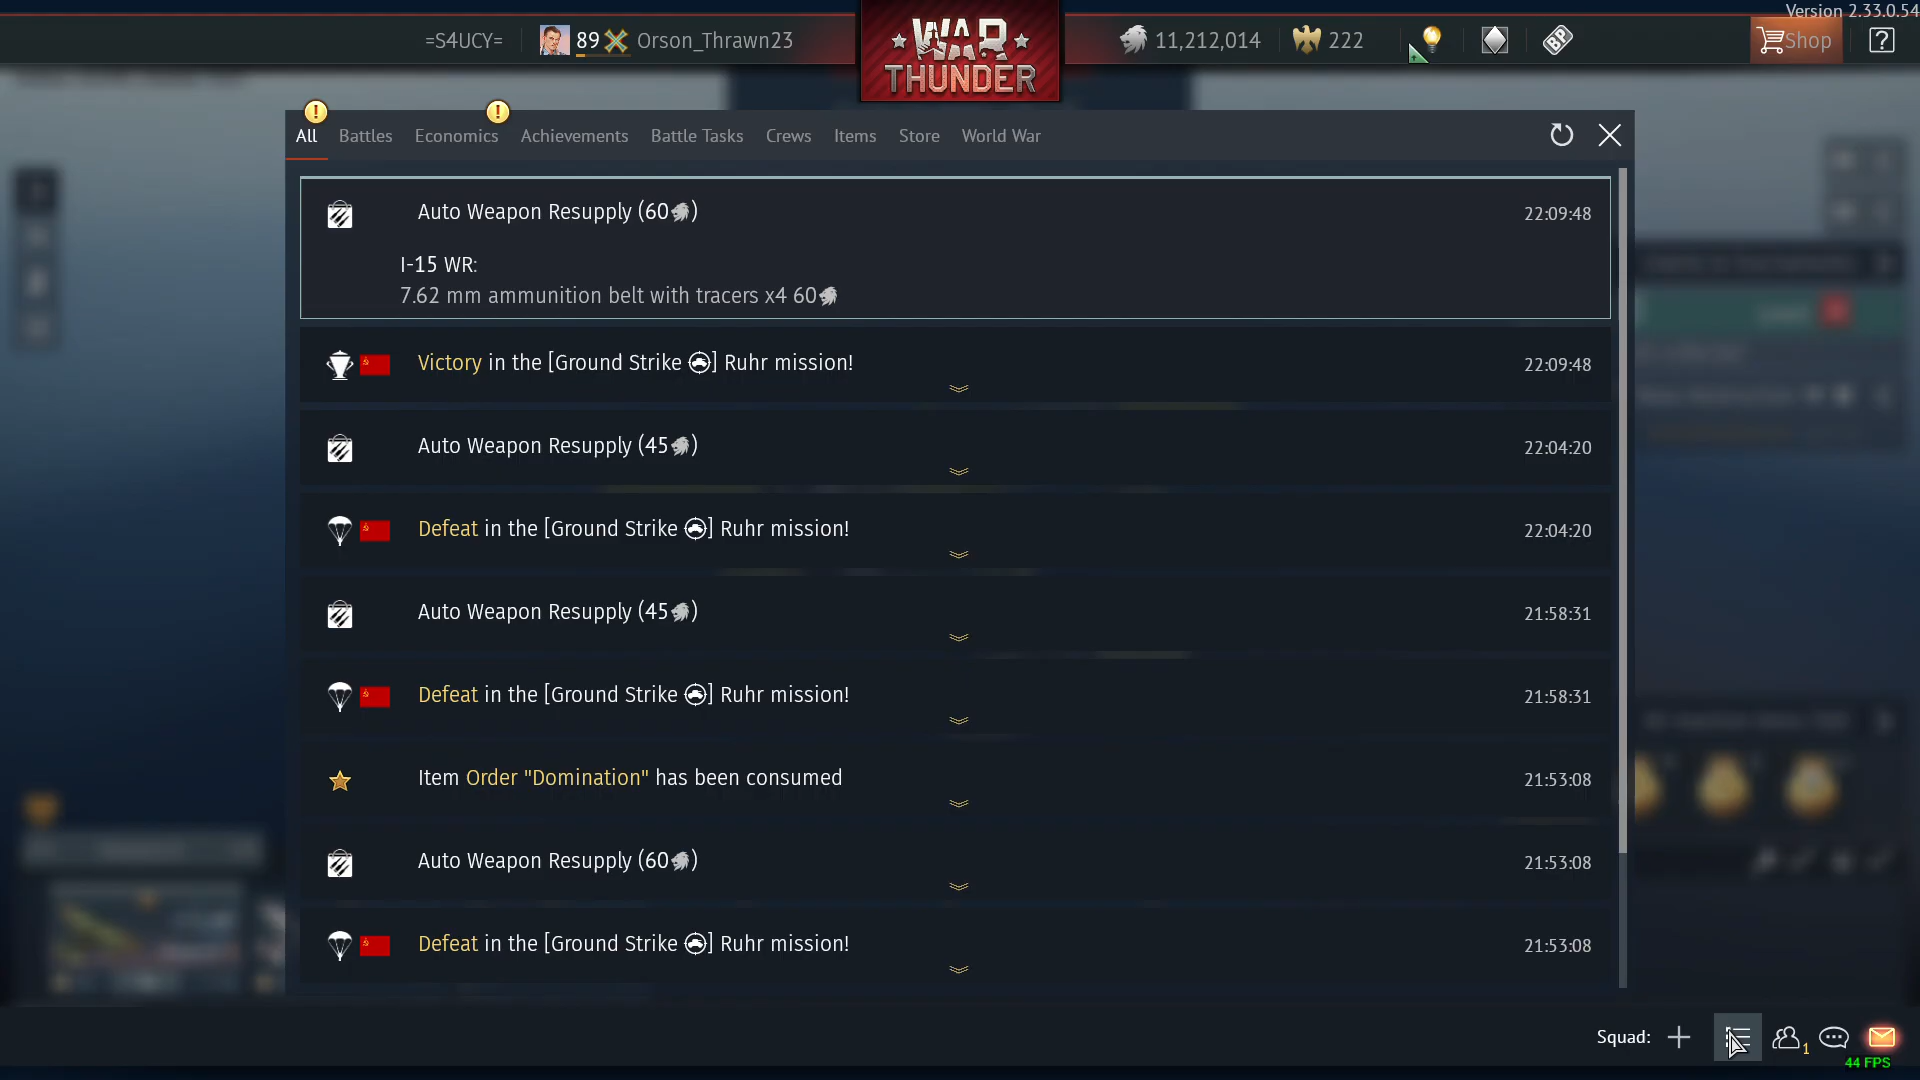 Version 2.33.0.54
=S4UCY=
89 Orson_Thrawn23
WAR THUNDER
11,212,014
222
BP
Shop
?
All
Battles
Economics
Achievements
Battle Tasks
Crews
Items
Store
World War
Auto Weapon Resupply (60) 22:09:48
I-15 WR:
7.62 mm ammunition belt with tracers x4 60
Victory in the [Ground Strike ] Ruhr mission! 22:09:48
Auto Weapon Resupply (45) 22:04:20
Defeat in the [Ground Strike ] Ruhr mission! 22:04:20
Auto Weapon Resupply (45) 21:58:31
Defeat in the [Ground Strike ] Ruhr mission! 21:58:31
Item Order "Domination" has been consumed 21:53:08
Auto Weapon Resupply (60) 21:53:08
Defeat in the [Ground Strike ] Ruhr mission! 21:53:08
Squad:
1
44 FPS